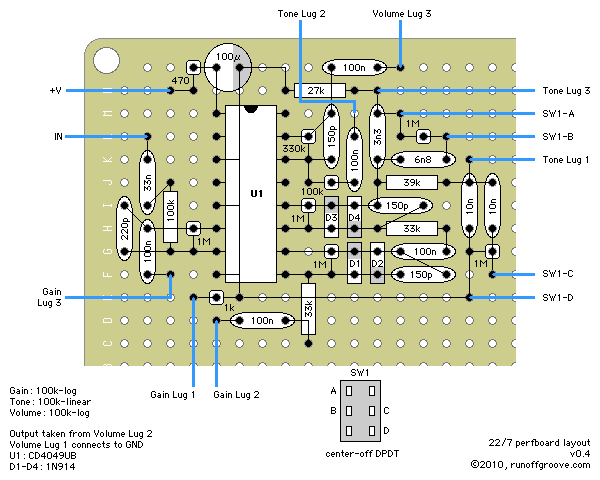 Tone Lug 2
Volume Lug 3
100µ
100n
470
+V
27k
Tone Lug 3
M
SW1-A
1M
IN
L
330k
150p
100n
3n3
SW1-B
K
33n
6n8
Tone Lug 1
U1
J
100k
100k
39k
10n
10n
I
220p
1M
D3
D4
150p
H
100n
1M
33k
G
1M
D1
D2
100n
1M
F
150p
SW1-C
Gain
Lug 3
1k
33k
SW1-D
D
100n
C
Gain Lug 1
Gain Lug 2
SW1
A
B
C
D
center-off DPDT
Gain: 100k-log
Tone: 100k-linear
Volume: 100k-log
Output taken from Volume Lug 2
Volume Lug 1 connects to GND
U1: CD4049UB
D1-D4: 1N914
22/7 perfboard layout
v0.4
©2010, runoffgroove.com